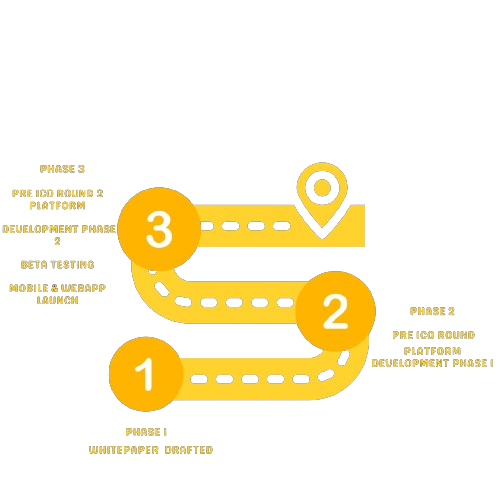 PHASE 3
PRE ICO ROUND 2
PLATFORM
DEVELOPMENT PHASE
2
BETA TESTING
MOBILE & WEBAPP
LAUNCH
3
2
PHASE 2
PRE ICO ROUND
PLATFORM
DEVELOPMENT PHASE I
1
PHASE I
WHITEPAPER DRAFTED